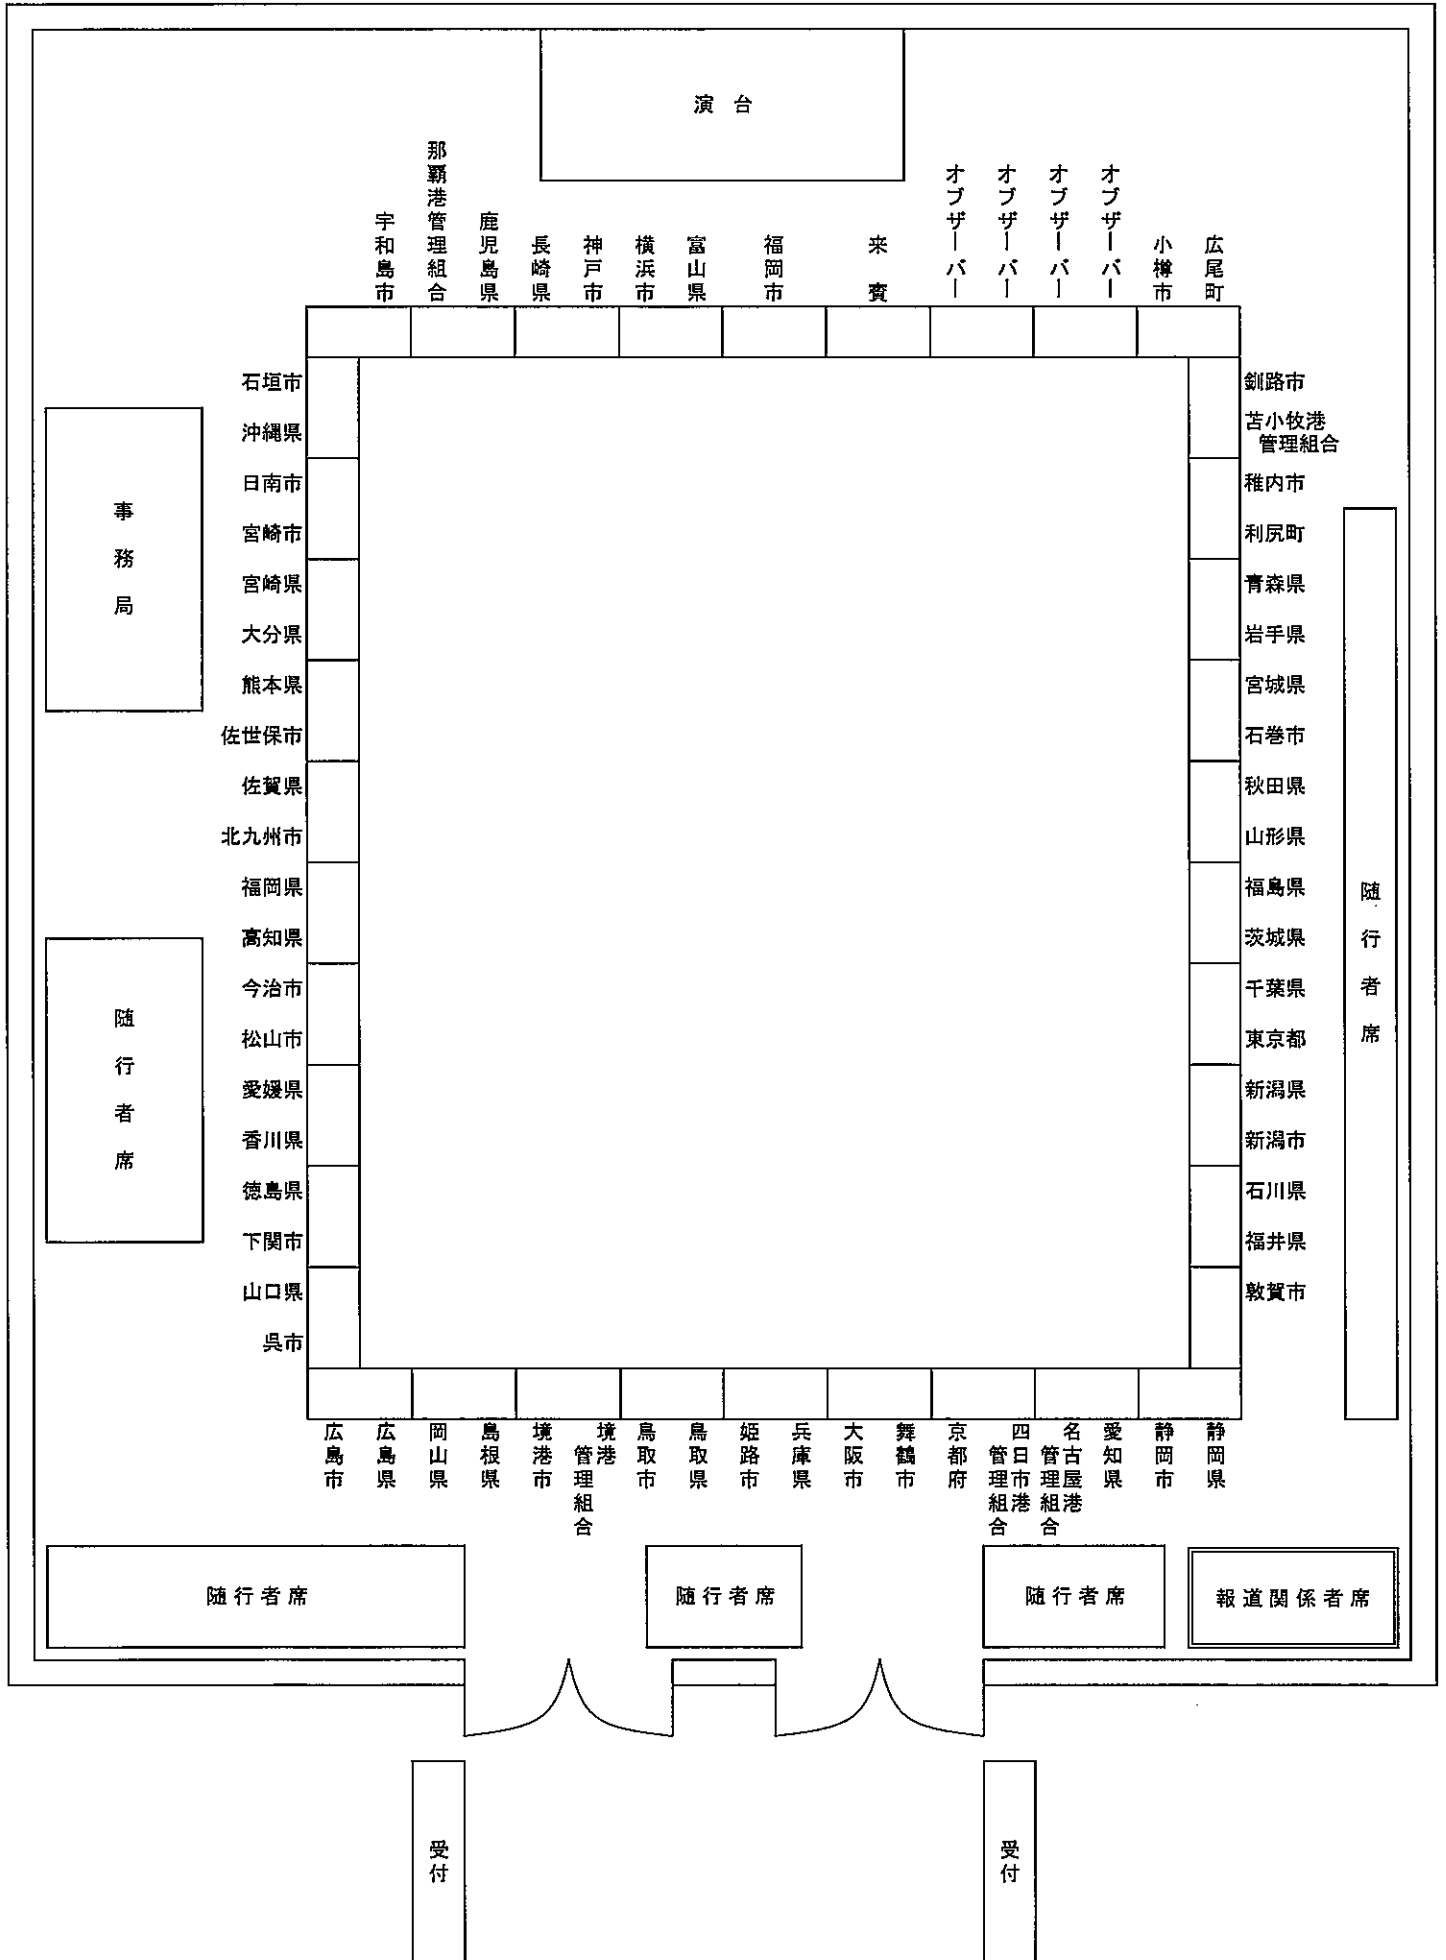 演台
宇和島市
那覇港管理組合
鹿児島県
長崎県
神戸市
横浜市
富山県
福岡市
来賓
オブザーバー
オブザーバー
オブザーバー
オブザーバー
小樽市
広尾町
石垣市
沖縄県
日南市
宮崎市
宮崎県
大分県
熊本県
佐世保市
佐賀県
北九州市
福岡県
高知県
今治市
松山市
愛媛県
香川県
徳島県
下関市
山口県
呉市
事務局
随行者席
釧路市
苫小牧港
管理組合
稚内市
利尻町
青森県
岩手県
宮城県
石巻市
秋田県
山形県
福島県
茨城県
千葉県
東京都
新潟県
新潟市
石川県
福井県
敦賀市
随行者席
広島市
広島県
岡山県
島根県
境港市
境港
管理組合
鳥取市
鳥取県
姫路市
兵庫県
大阪市
舞鶴市
京都府
四日市港
管理組合
名古屋港
管理組合
愛知県
静岡市
静岡県
随行者席
随行者席
随行者席
報道関係者席
受付
受付